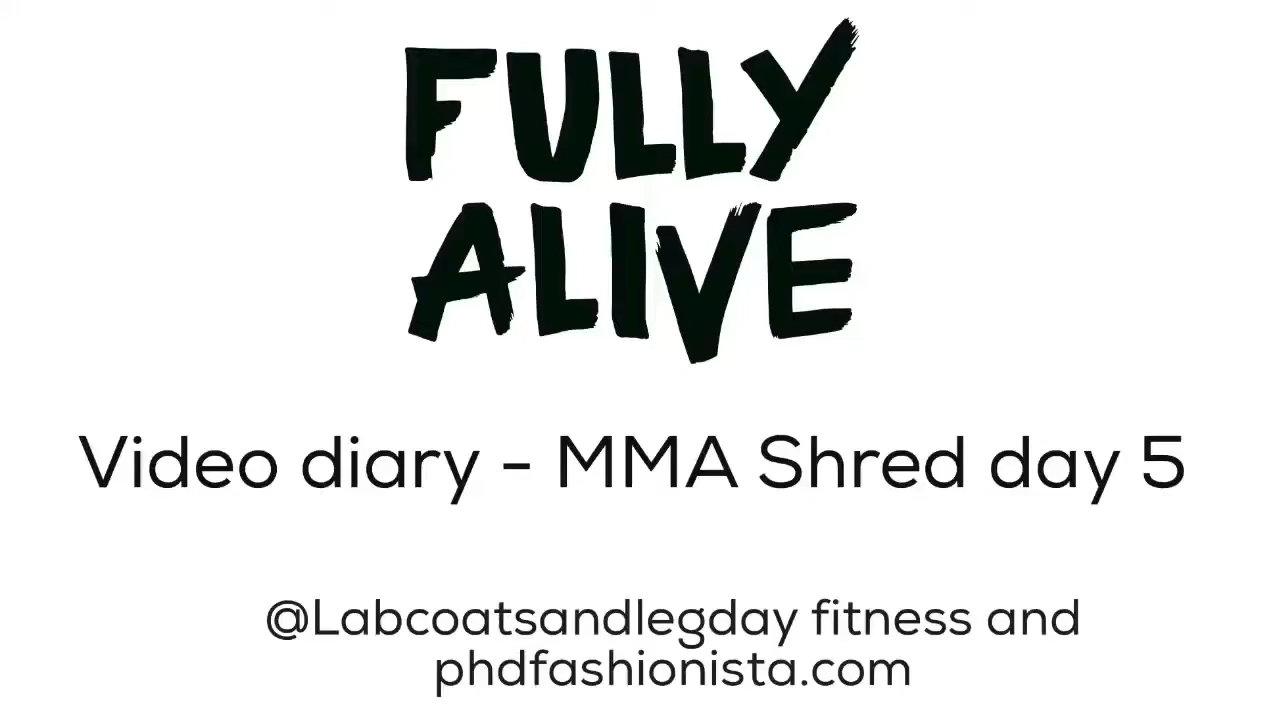 FULLY
ALIVE
Video diary - MMA Shred day 5
@Labcoatsandlegday fitness and
phdfashionista.com